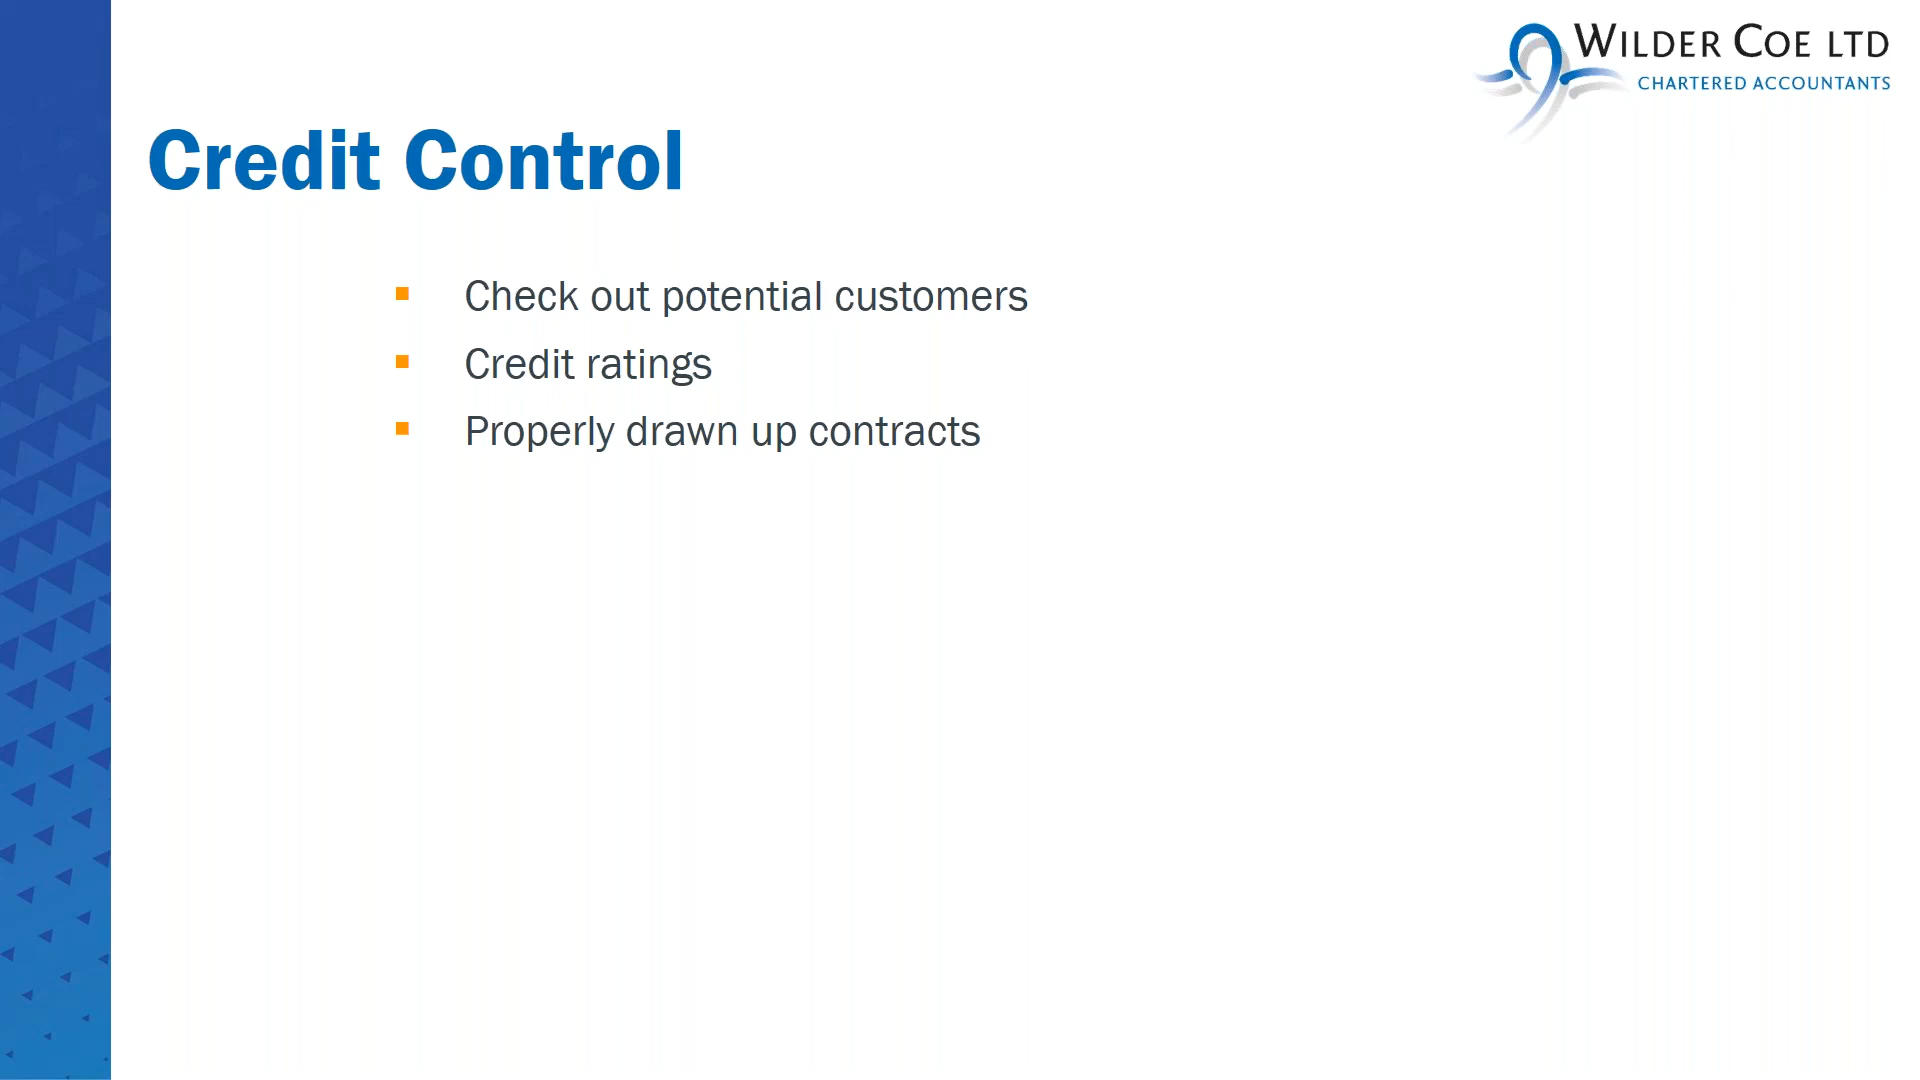 WILDER COE LTD
CHARTERED ACCOUNTANTS
Credit Control
Check out potential customers
Credit ratings
Properly drawn up contracts